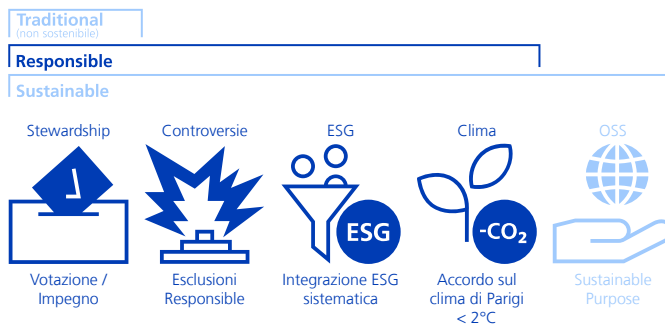 Traditional
(non sostenibile)
Responsible
Sustainable
Stewardship
Controversie
ESG
Clima
OSS
ESG
-CO₂
Votazione /
Impegno
Esclusioni
Responsible
Integrazione ESG
sistematica
Accordo sul
clima di Parigi
< 2°C
Sustainable
Purpose